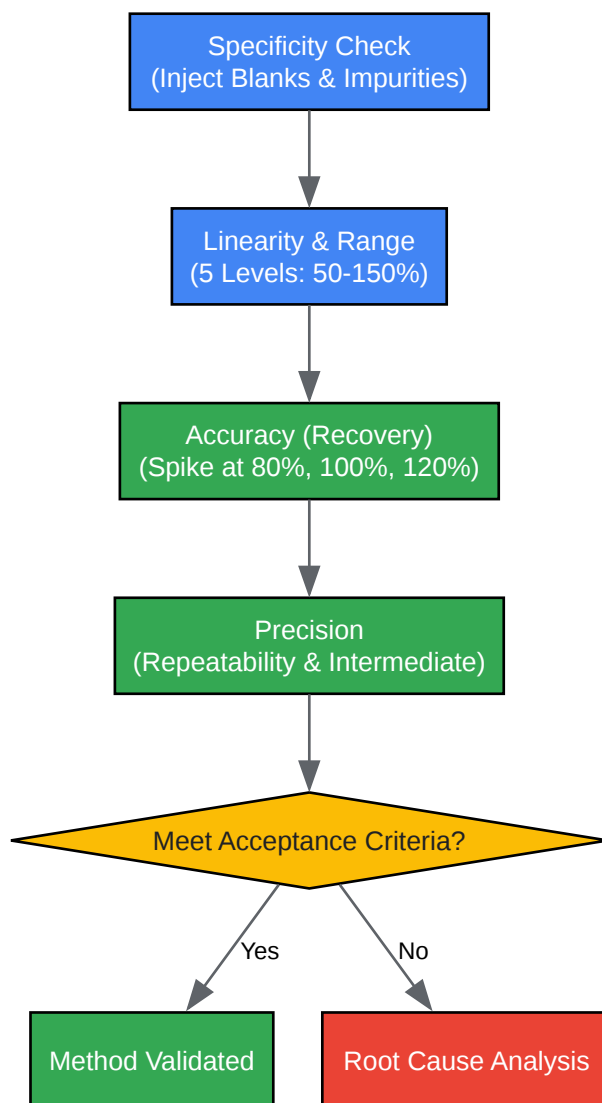 Specificity Check
(Inject Blanks & Impurities)
Linearity & Range
(5 Levels: 50-150%)
Accuracy (Recovery)
(Spike at 80%, 100%, 120%)
Precision
(Repeatability & Intermediate)
Meet Acceptance Criteria?
Yes
No
Method Validated
Root Cause Analysis